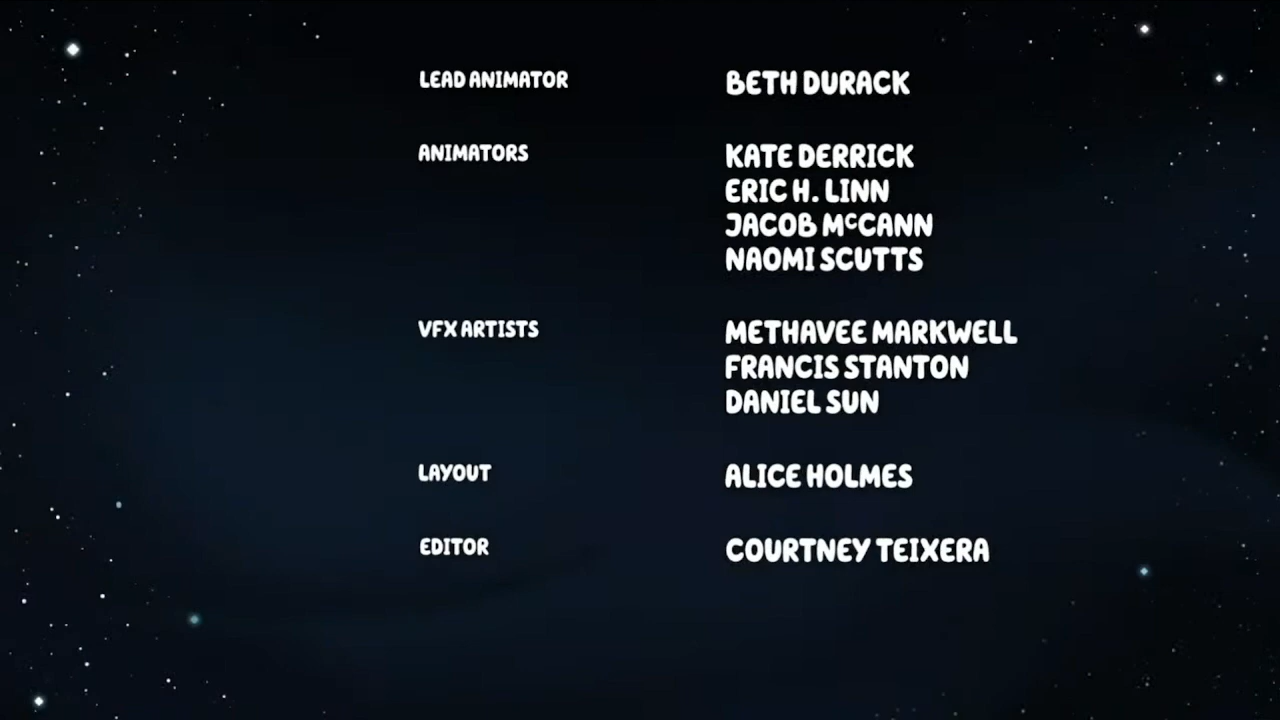 LEAD ANIMATOR BETH DURACK
ANIMATORS KATE DERRICK
ERIC H. LINN
JACOB McCANN
NAOMI SCUTTS
VFX ARTISTS METHAVEE MARKWELL
FRANCIS STANTON
DANIEL SUN
LAYOUT ALICE HOLMES
EDITOR COURTNEY TEIXERA